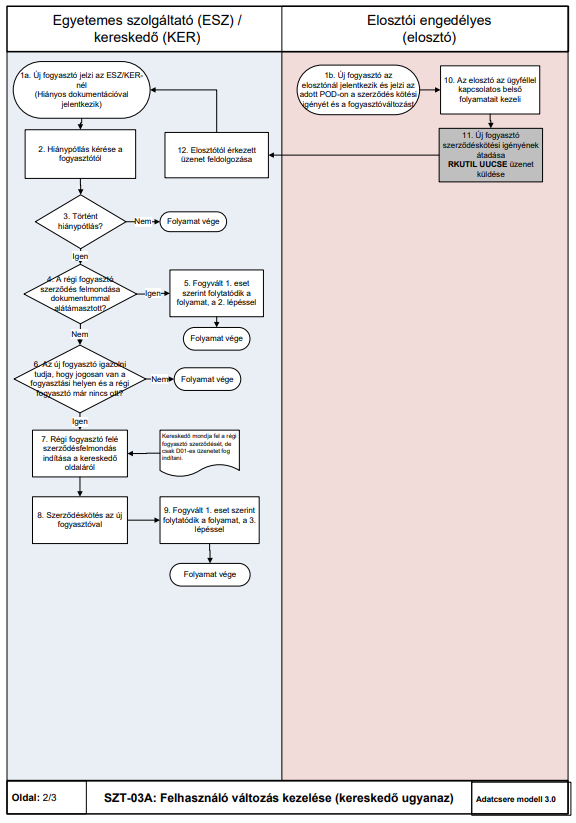 Egyetemes szolgáltató (ESZ) /
kereskedő (KER)
Elosztói engedélyes
(elosztó)
1a. Új fogyasztó jelzi az ESZ/KER-
nél
(Hiányos dokumentációval
jelentkezik)
1b. Új fogyasztó az
elosztónál jelentkezik és jelzi az
adott POD-on a szerződés kötési
igényét és a fogyasztóváltozást
10. Az elosztó az ügyféllel
kapcsolatos belső
folyamatait kezeli
2. Hiánypótlás kérése a
fogyasztótól
12. Elosztótól érkezett
üzenet feldolgozása
11. Új fogyasztó
szerződéskötési igényének
átadása
RKUTIL UUCSE üzenet
küldése
3. Történt
hiánypótlás?
Nem
Folyamat vége
Igen
4. A régi fogyasztó
szerződés felmondása
dokumentummal
alátámasztott?
Igen
5. Fogyvált 1. eset
szerint folytatódik a
folyamat, a 2. lépéssel
Folyamat vége
Nem
6. Az új fogyasztó igazolni
tudja, hogy jogosan van a
fogyasztási helyen és a régi
fogyasztó már nincs ott?
Nem
Folyamat vége
Igen
7. Régi fogyasztó felé
szerződésfelmondás
indítása a kereskedő
oldaláról
Kereskedő mondja fel a régi
fogyasztó szerződését, de
csak D01-es üzenetet fog
indítani.
8. Szerződéskötés az új
fogyasztóval
9. Fogyvált 1. eset szerint
folytatódik a folyamat, a 3.
lépéssel
Folyamat vége
Oldal: 2/3
SZT-03A: Felhasználó változás kezelése (kereskedő ugyanaz)
Adatcsere modell 3.0